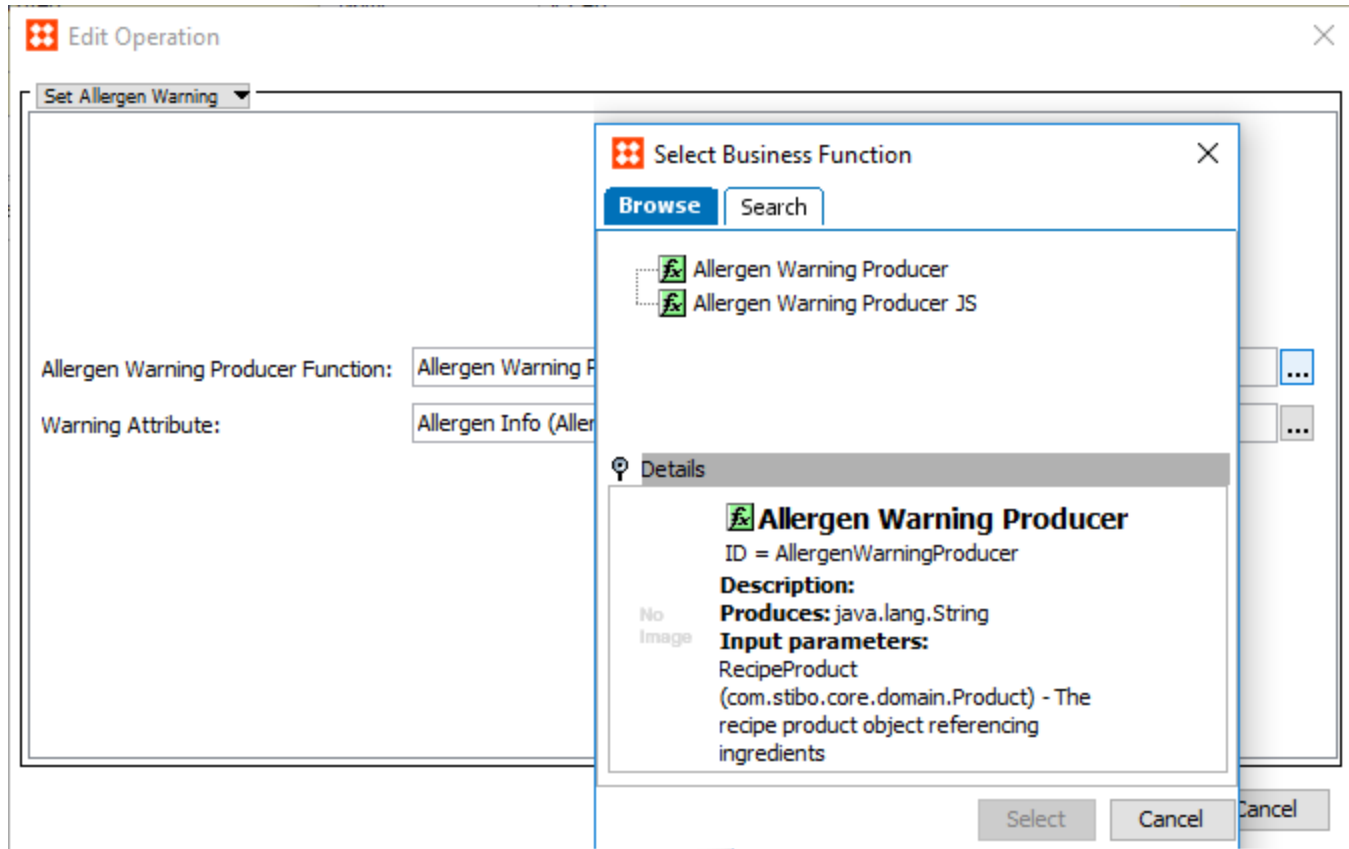 Edit Operation
Set Allergen Warning
Select Business Function
Browse
Search
Allergen Warning Producer
Allergen Warning Producer JS
Allergen Warning Producer Function:
Allergen Warning
...
Warning Attribute:
Allergen Info
...
Details
Allergen Warning Producer
ID = AllergenWarningProducer
Description:
No
Image
Produces: java.lang.String
Input parameters:
RecipeProduct
(com.stibo.core.domain.Product) - The
recipe product object referencing
ingredients
Select
Cancel
Cancel